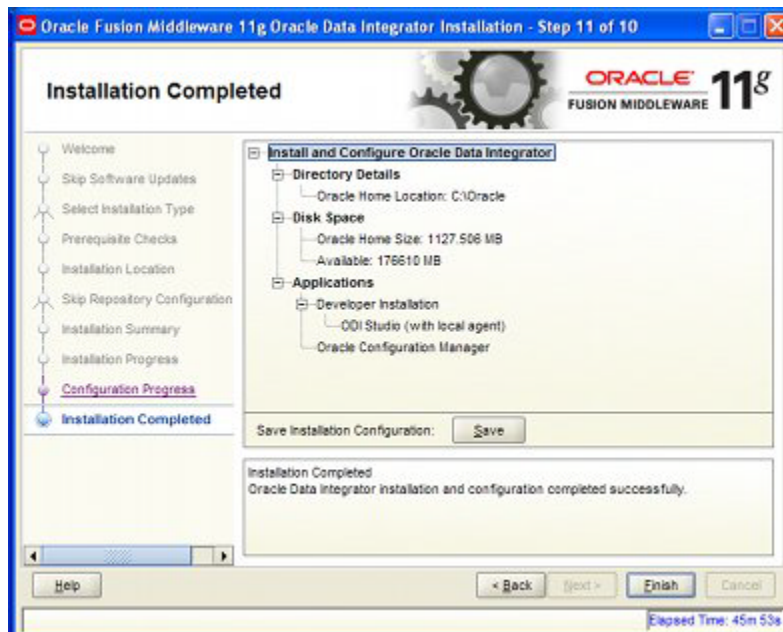 Oracle Fusion Middleware 11g Oracle Data Integrator Installation - Step 11 of 10
Installation Completed
ORACLE
FUSION MIDDLEWARE 11g
Welcome
Skip Software Updates
Select Installation Type
Prerequisite Checks
Installation Location
Skip Repository Configuration
Installation Summary
Installation Progress
Configuration Progress
Installation Completed
Install and Configure Oracle Data Integrator
Directory Details
Oracle Home Location: C:\Oracle
Disk Space
Oracle Home Size: 1127.506 MB
Available: 176610 MB
Applications
Developer Installation
ODI Studio (with local agent)
Oracle Configuration Manager
Save Installation Configuration: Save
Installation Completed
Oracle Data Integrator installation and configuration completed successfully.
Help < Back Next > Finish Cancel
Elapsed Time: 45m 53s